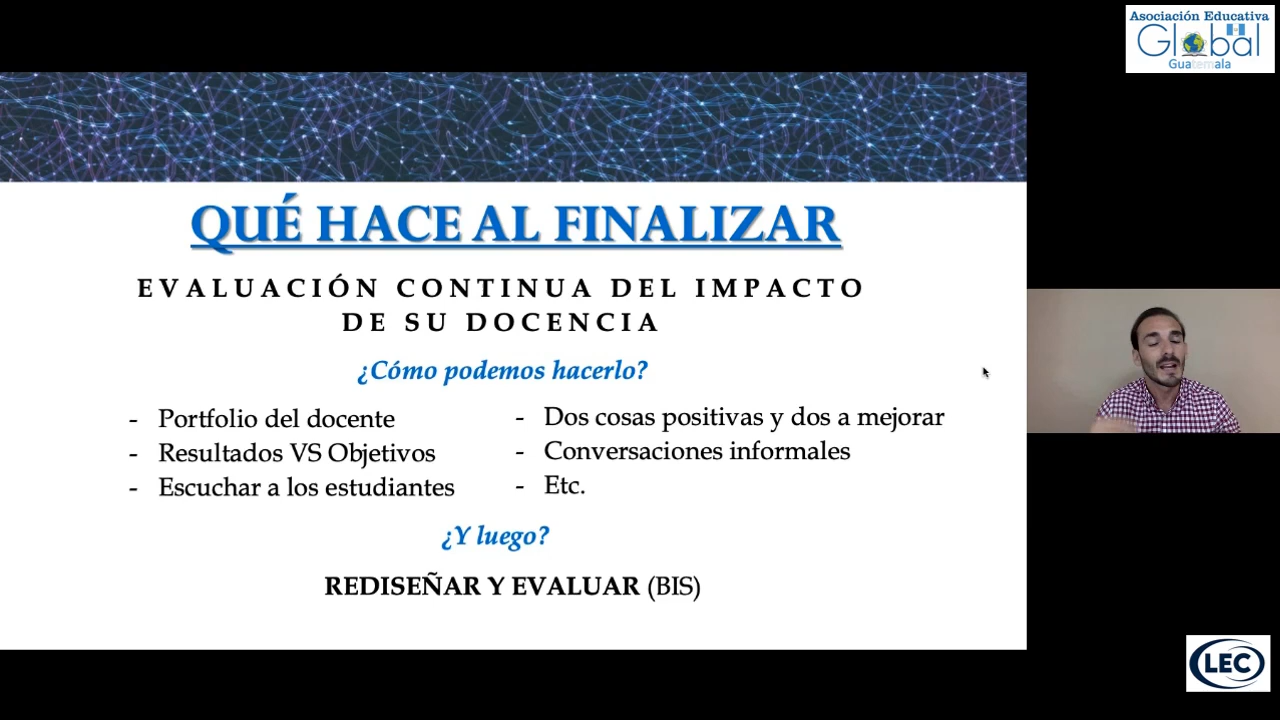 Asociación Educativa
Global
Guatemala
QUÉ HACE AL FINALIZAR
EVALUACIÓN CONTINUA DEL IMPACTO
DE SU DOCENCIA
¿Cómo podemos hacerlo?
- Portfolio del docente
- Resultados VS Objetivos
- Escuchar a los estudiantes
- Dos cosas positivas y dos a mejorar
- Conversaciones informales
- Etc.
¿Y luego?
REDISEÑAR Y EVALUAR (BIS)
LEC